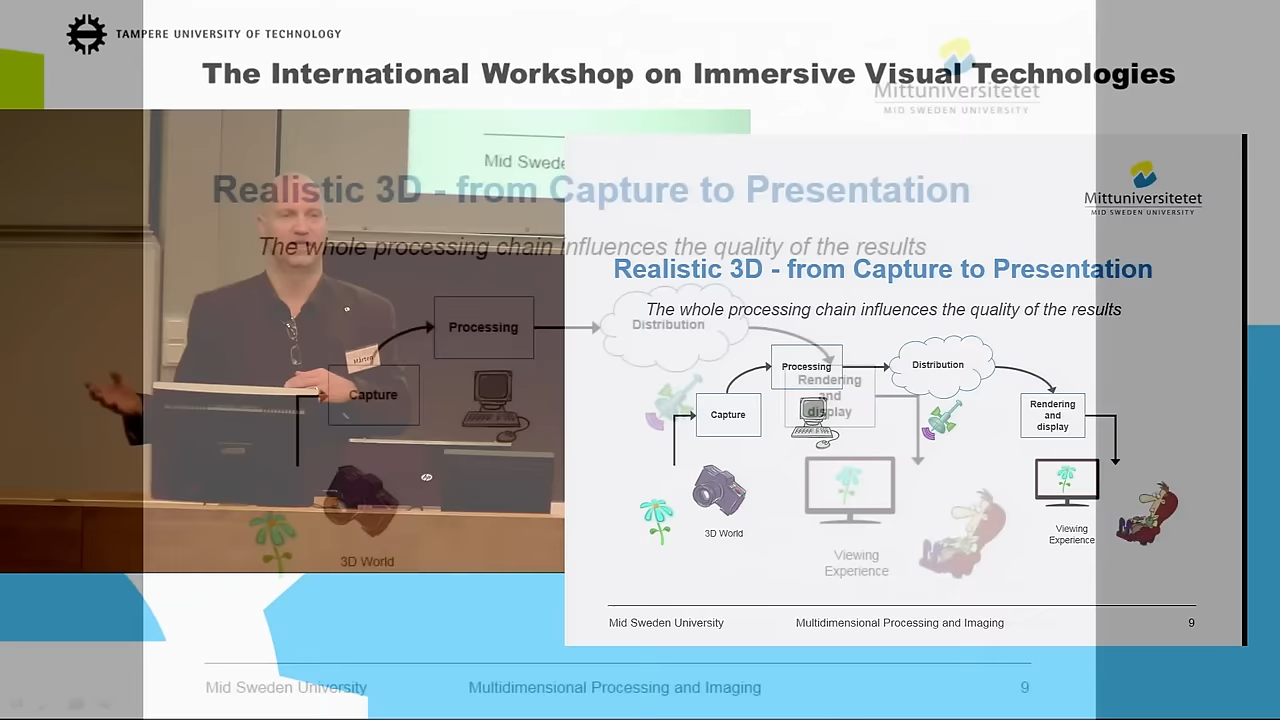 TAMPERE UNIVERSITY OF TECHNOLOGY
The International Workshop on Immersive Visual Technologies
Mittuniversitetet
MID SWEDEN UNIVERSITY
Mid Swede
Realistic 3D - from Capture to Presentation
The whole processing chain influences the quality of the results
Processing
Distribution
Capture
Rendering
and
display
hp
3D World
Viewing
Experience
Mid Sweden University
Multidimensional Processing and Imaging
9
Mittuniversitetet
MID SWEDEN UNIVERSITY
Realistic 3D - from Capture to Presentation
The whole processing chain influences the quality of the results
Processing
Distribution
Capture
Rendering
and
display
3D World
Viewing
Experience
Mid Sweden University
Multidimensional Processing and Imaging
9